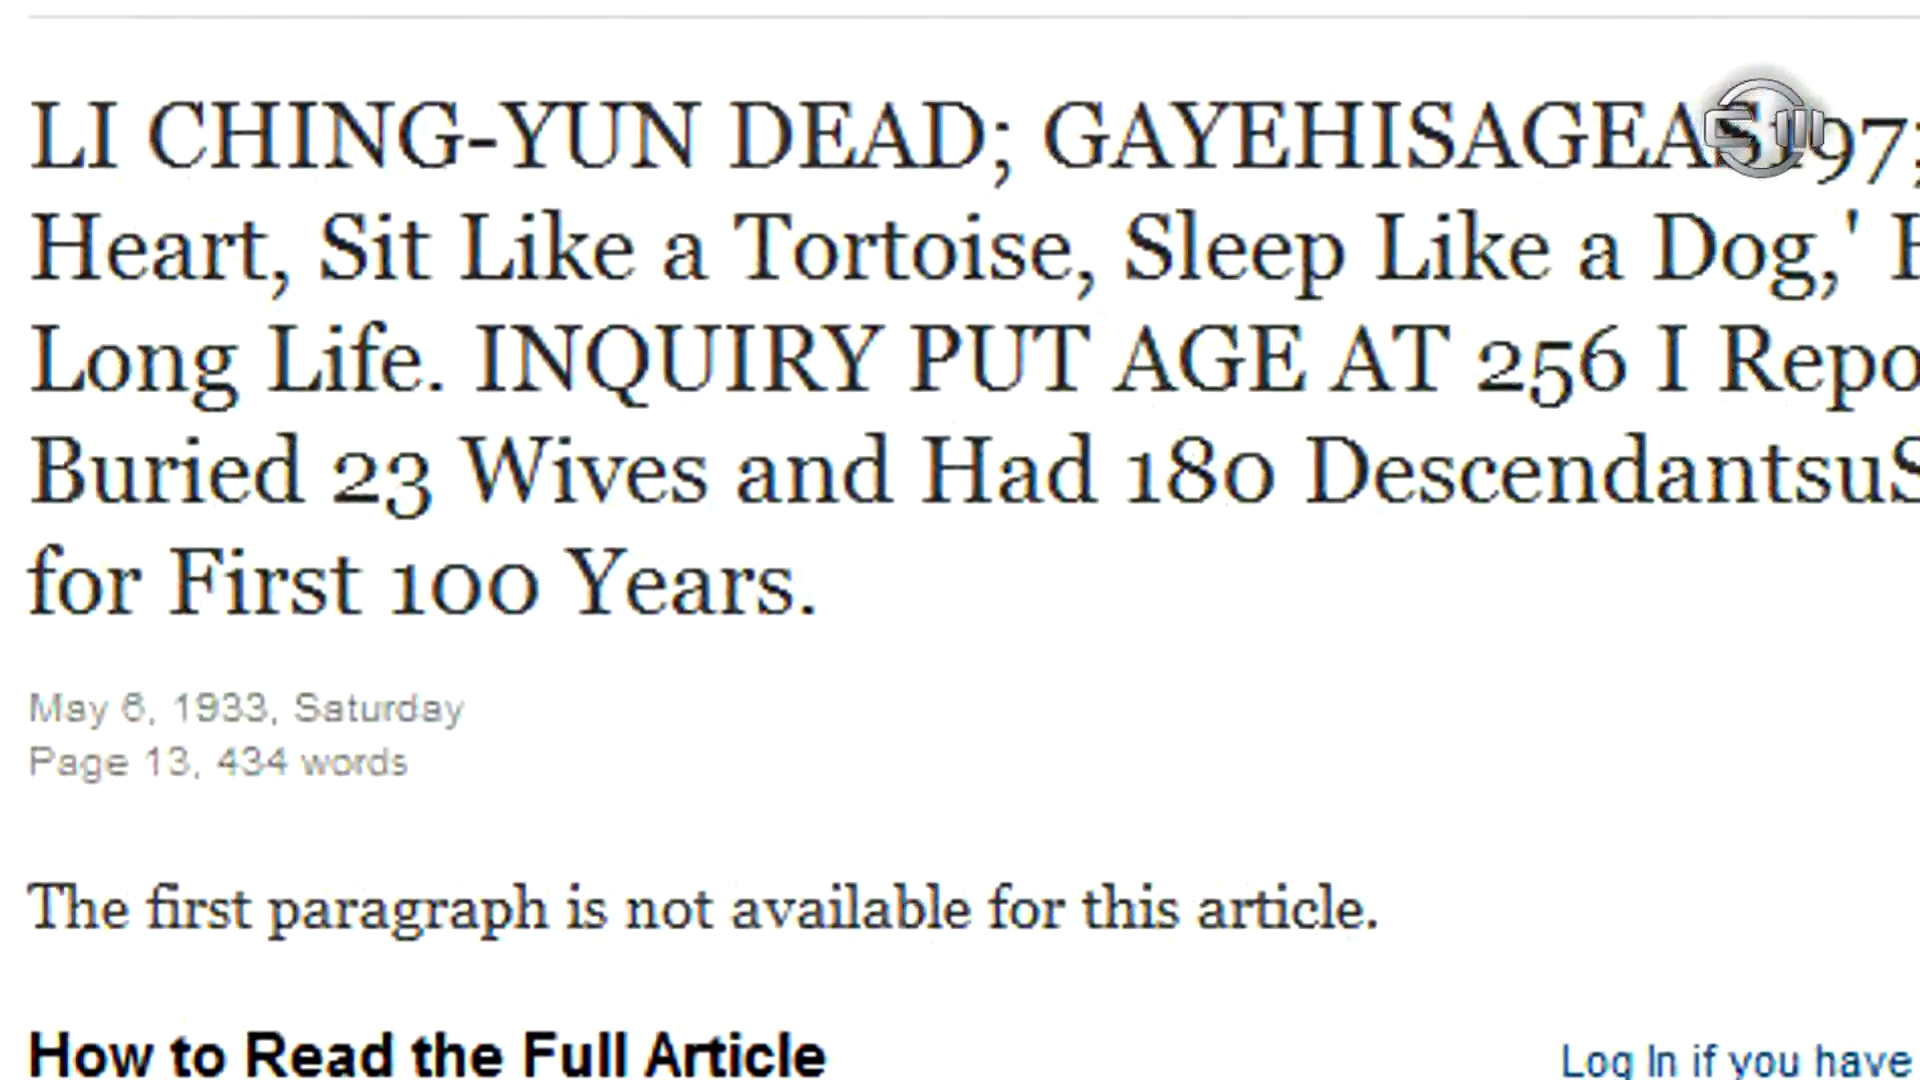 LI CHING-YUN DEAD; GAYEHISAGEAS 197;
Heart, Sit Like a Tortoise, Sleep Like a Dog,'
Long Life. INQUIRY PUT AGE AT 256 I Repo
Buried 23 Wives and Had 180 DescendantsuS
for First 100 Years.
May 6, 1933, Saturday
Page 13, 434 words
The first paragraph is not available for this article.
How to Read the Full Article
Log In if you have